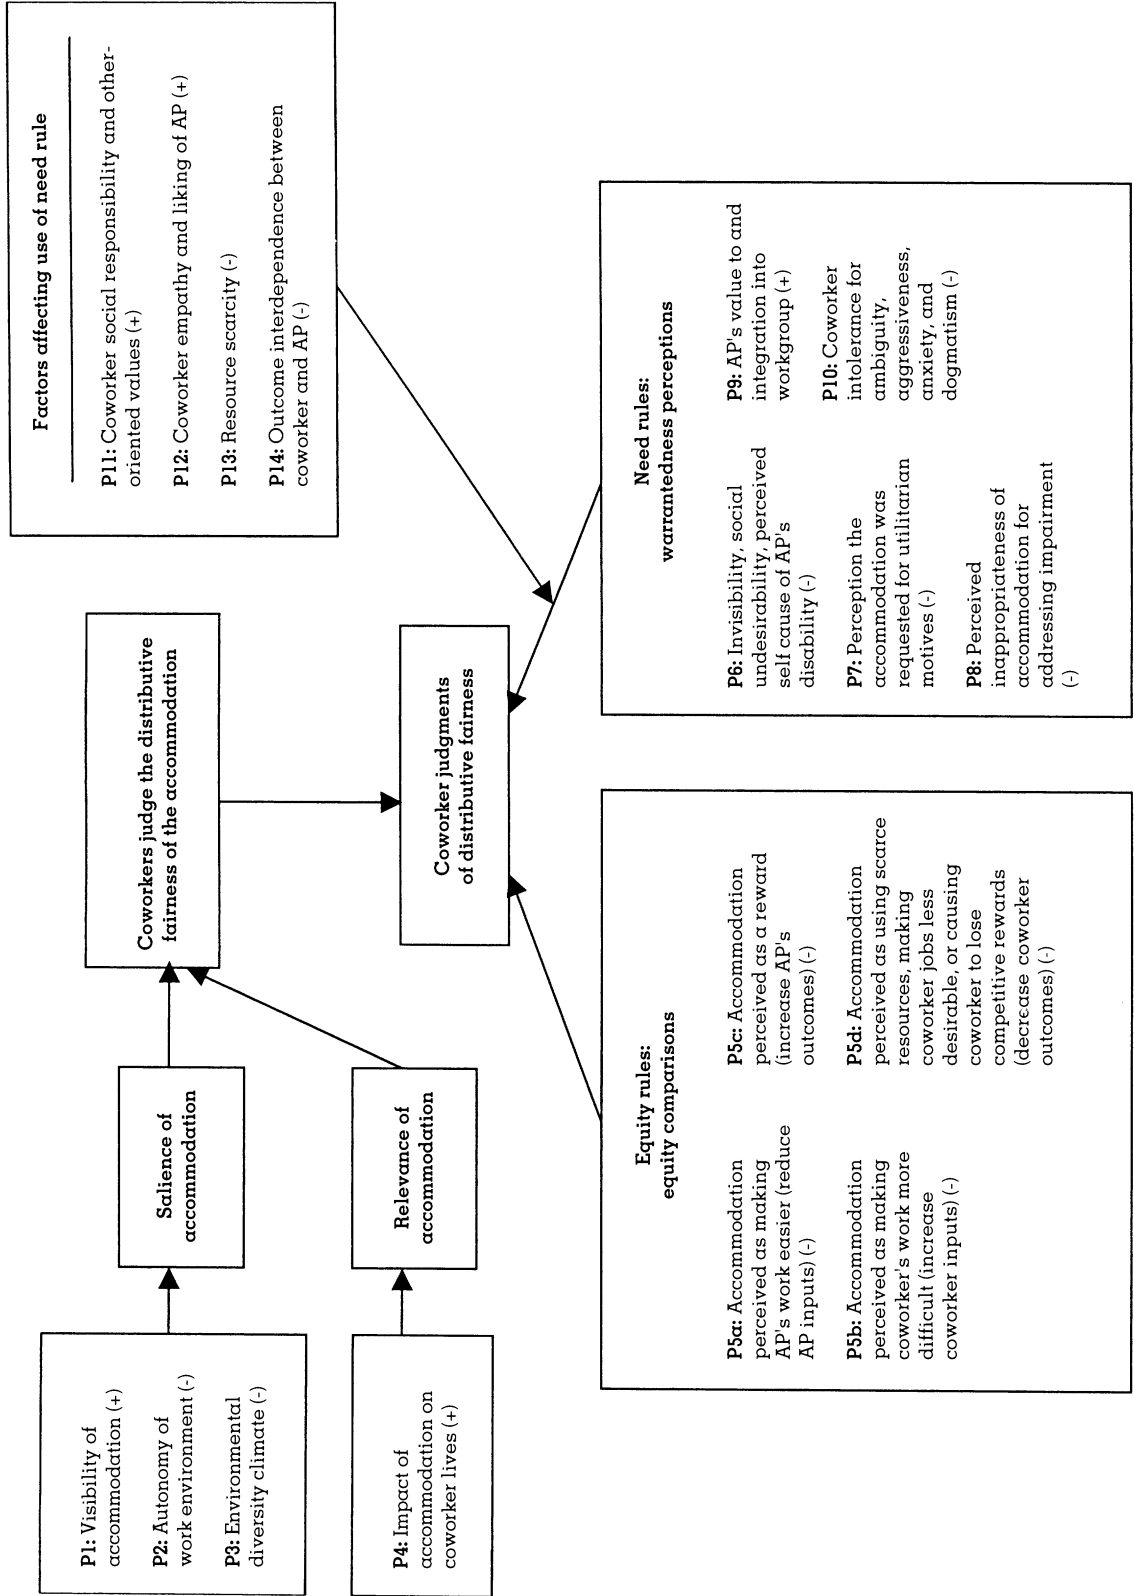 P1: Visibility of
accommodation (+)
P2: Autonomy of
work environment (-)
P3: Environmental
diversity climate (-)
Salience of
accommodation
P4: Impact of
accommodation on
coworker lives (+)
Relevance of
accommodation
Coworkers judge the distributive
fairness of the accommodation
Coworker judgments
of distributive fairness
Factors affecting use of need rule
P11: Coworker social responsibility and other-
oriented values (+)
P12: Coworker empathy and liking of AP (+)
P13: Resource scarcity (-)
P14: Outcome interdependence between
coworker and AP (-)
Equity rules:
equity comparisons
P5a: Accommodation
perceived as making
AP's work easier (reduce
AP inputs) (-)
P5b: Accommodation
perceived as making
coworker's work more
difficult (increase
coworker inputs) (-)
P5c: Accommodation
perceived as a reward
(increase AP's
outcomes) (-)
P5d: Accommodation
perceived as using scarce
resources, making
coworker jobs less
desirable, or causing
coworker to lose
competitive rewards
(decrease coworker
outcomes) (-)
Need rules:
warrantedness perceptions
P6: Invisibility, social
undesirability, perceived
self cause of AP's
disability (-)
P7: Perception the
accommodation was
requested for utilitarian
motives (-)
P8: Perceived
inappropriateness of
accommodation for
addressing impairment
(-)
P9: AP's value to and
integration into
workgroup (+)
P10: Coworker
intolerance for
ambiguity,
aggressiveness,
anxiety, and
dogmatism (-)